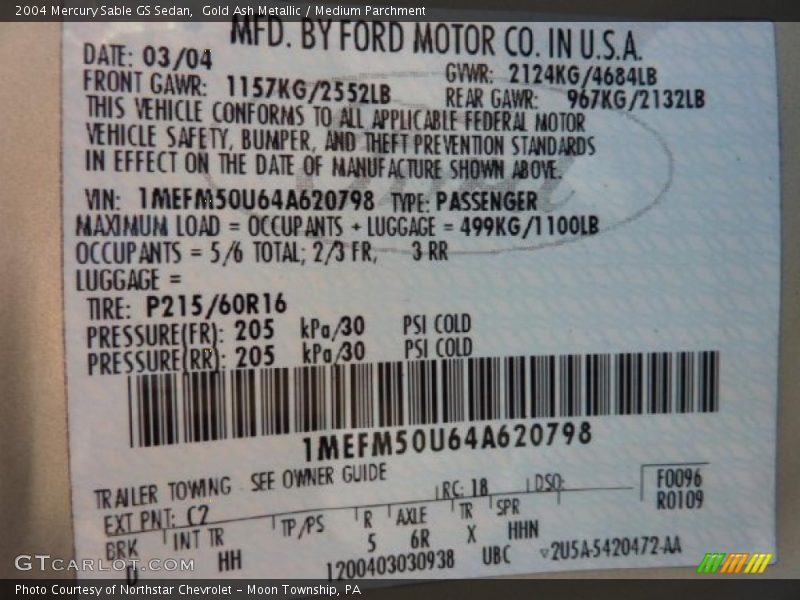 2004 Mercury Sable GS Sedan,  Gold Ash Metallic / Medium Parchment
MFD. BY FORD MOTOR CO. IN U.S.A.
DATE: 03/04 GVWR: 2124KG/4684LB
FRONT GAWR: 1157KG/2552LB REAR GAWR: 967KG/2132LB
THIS VEHICLE CONFORMS TO ALL APPLICABLE FEDERAL MOTOR
VEHICLE SAFETY, BUMPER, AND THEFT PREVENTION STANDARDS
IN EFFECT ON THE DATE OF MANUFACTURE SHOWN ABOVE.
VIN: 1MEFM50U64A620798 TYPE: PASSENGER
MAXIMUM LOAD = OCCUPANTS + LUGGAGE = 499KG/1100LB
OCCUPANTS = 5/6 TOTAL; 2/3 FR, 3 RR
LUGGAGE =
TIRE: P215/60R16
PRESSURE(FR): 205 kPa/30 PSI COLD
PRESSURE(RR): 205 kPa/30 PSI COLD
1MEFM50U64A620798
TRAILER TOWING SEE OWNER GUIDE
EXT PNT: C2 RC: 18 DSO: F0096
R0109
BRK INT TR TP/PS R AXLE TR SPR
D HH 5 6R X HHN
1200403030938 UBC 2U5A-5420472-AA
GTCarLot.com
Photo Courtesy of Northstar Chevrolet - Moon Township, PA